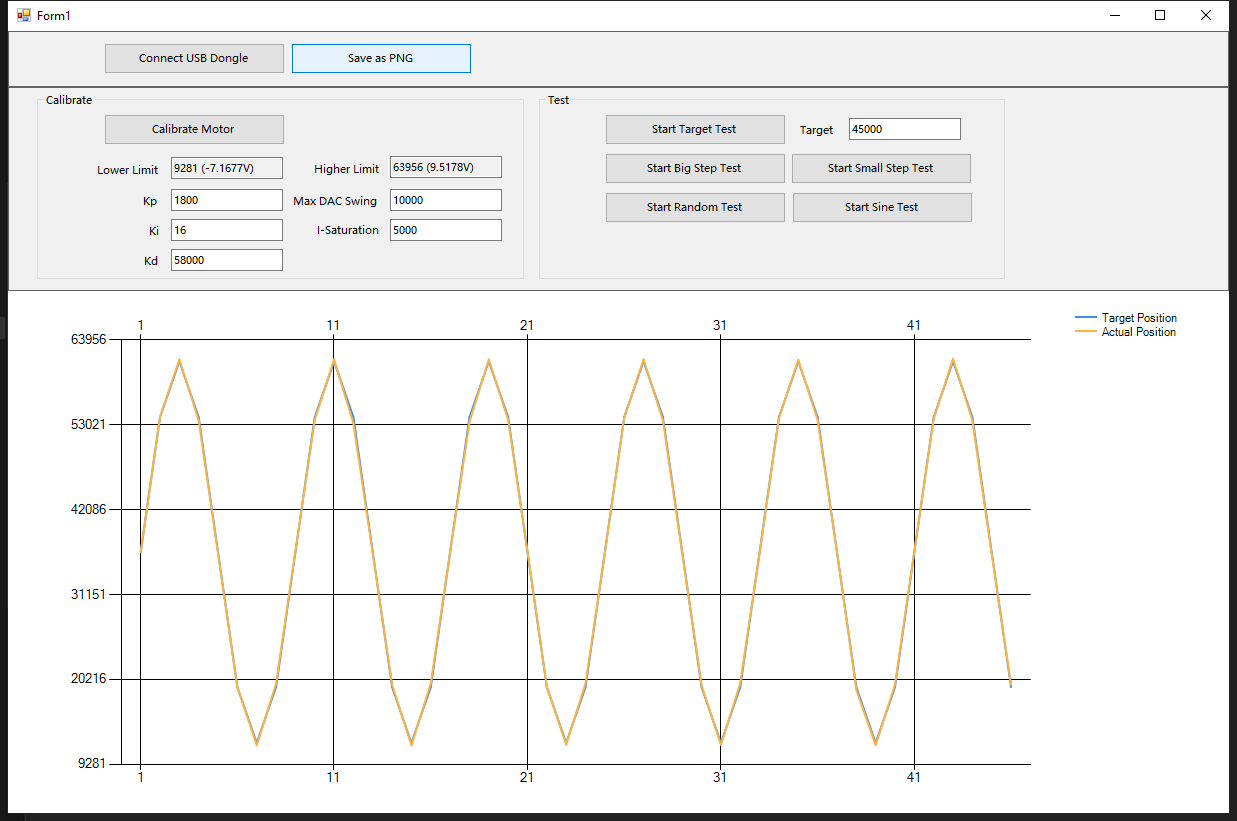 Form1
Connect USB Dongle
Save as PNG
Calibrate
Calibrate Motor
Lower Limit 9281 (-7.1677V) Higher Limit 63956 (9.5178V)
Kp 1800 Max DAC Swing 10000
Ki 16 I-Saturation 5000
Kd 58000
Test
Start Target Test Target 45000
Start Big Step Test Start Small Step Test
Start Random Test Start Sine Test
1 11 21 31 41
Target Position
Actual Position
63956
53021
42086
31151
20216
9281
1 11 21 31 41